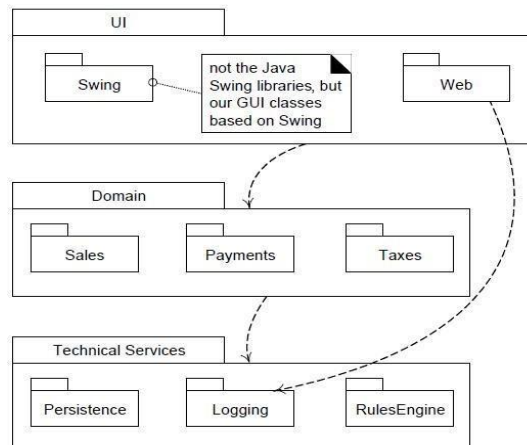 UI
Swing
not the Java
Swing libraries, but
our GUI classes
based on Swing
Web
Domain
Sales
Payments
Taxes
Technical Services
Persistence
Logging
RulesEngine